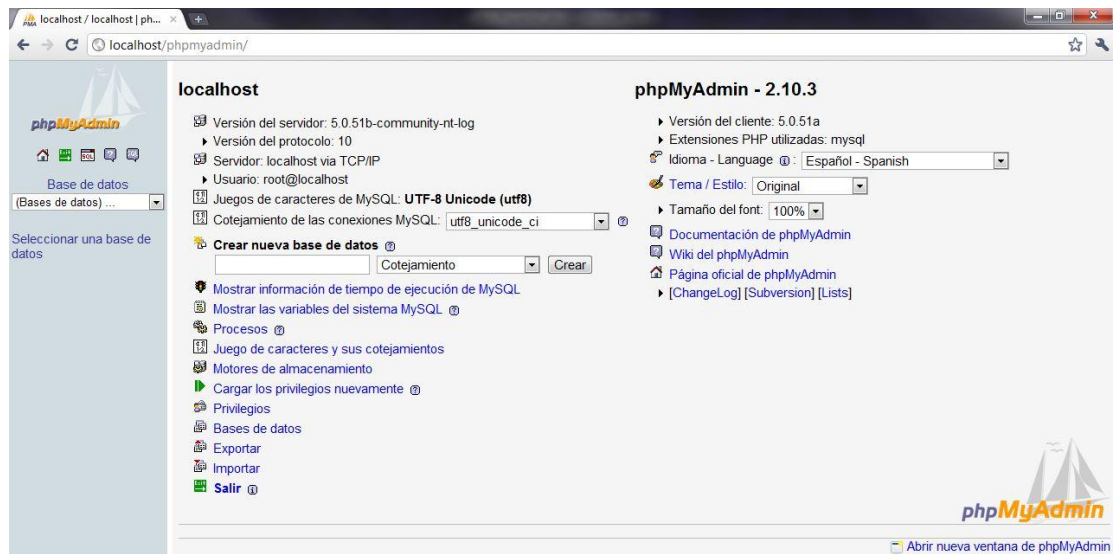 localhost / localhost | ph...
localhost/phpmyadmin/
phpMyAdmin
SQL
Base de datos
(Bases de datos) ...
Seleccionar una base de
datos
localhost
Versión del servidor: 5.0.51b-community-nt-log
Versión del protocolo: 10
Servidor: localhost via TCP/IP
Usuario: root@localhost
Juegos de caracteres de MySQL: UTF-8 Unicode (utf8)
Cotejamiento de las conexiones MySQL: utf8_unicode_ci
Crear nueva base de datos
Cotejamiento Crear
Mostrar información de tiempo de ejecución de MySQL
Mostrar las variables del sistema MySQL
Procesos
Juego de caracteres y sus cotejamientos
Motores de almacenamiento
Cargar los privilegios nuevamente
Privilegios
Bases de datos
Exportar
Importar
Salir
phpMyAdmin - 2.10.3
Versión del cliente: 5.0.51a
Extensiones PHP utilizadas: mysql
Idioma - Language : Español - Spanish
Tema / Estilo: Original
Tamaño del font: 100%
Documentación de phpMyAdmin
Wiki del phpMyAdmin
Página oficial de phpMyAdmin
[ChangeLog] [Subversion] [Lists]
phpMyAdmin
Abrir nueva ventana de phpMyAdmin